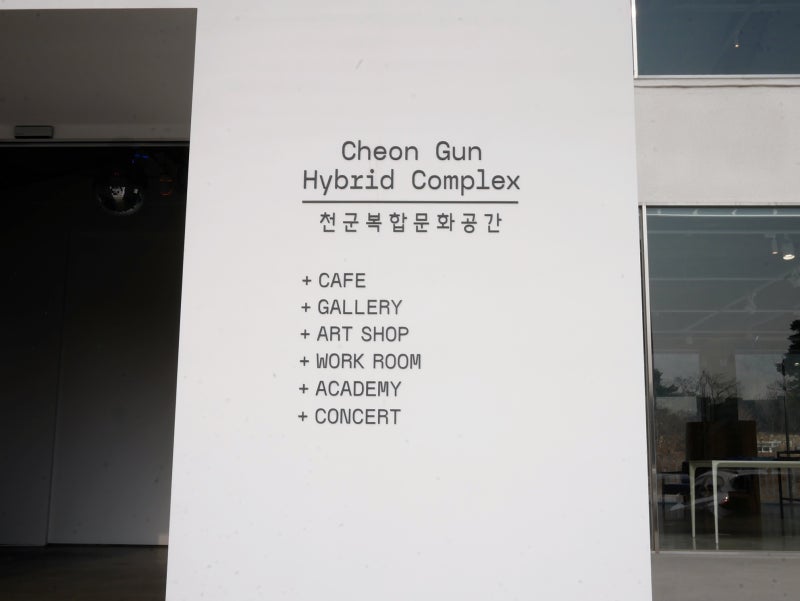 Cheon Gun
Hybrid Complex
천군복합문화공간
+ CAFE
+ GALLERY
+ ART SHOP
+ WORK ROOM
+ ACADEMY
+ CONCERT